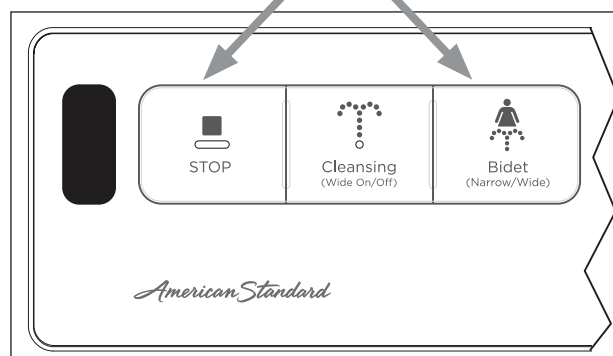 STOP
Cleansing
(Wide On/Off)
Bidet
(Narrow/Wide)
American Standard